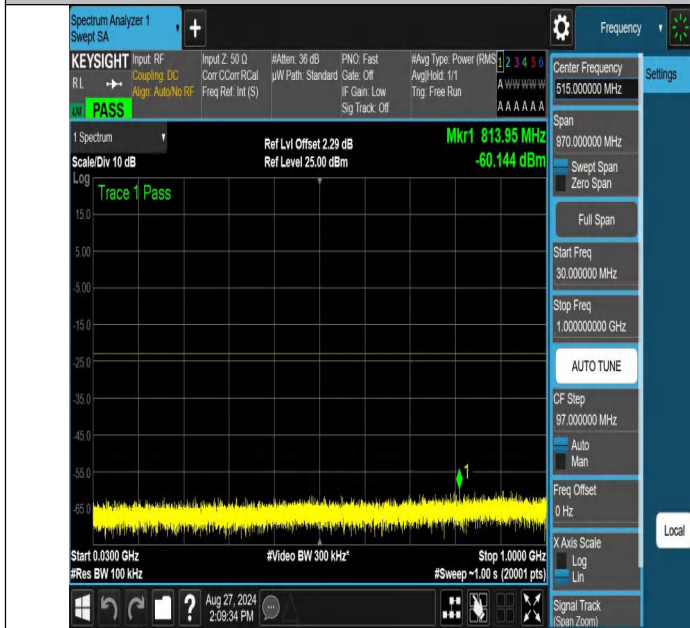 Spectrum Analyzer 1
Swept SA
Frequency
KEYSIGHT
RL
LXI
PASS
Input: RF
Coupling: DC
Align: Auto/No RF
Input Z: 50 Ω
Corr CCorr RCal
Freq Ref: Int (S)
#Atten: 36 dB
µW Path: Standard
PNO: Fast
Gate: Off
IF Gain: Low
Sig Track: Off
#Avg Type: Power (RMS
Avg|Hold: 1/1
Trig: Free Run
1 2 3 4 5 6
A W W W W W
A A A A A A
1 Spectrum
Scale/Div 10 dB
Ref Lvl Offset 2.29 dB
Ref Level 25.00 dBm
Mkr1 813.95 MHz
-60.144 dBm
Log
Trace 1 Pass
15.0
5.00
-5.00
-15.0
-25.0
-35.0
-45.0
-55.0
-65.0
1
Start 0.0300 GHz
#Res BW 100 kHz
#Video BW 300 kHz*
Stop 1.0000 GHz
#Sweep ~1.00 s (20001 pts)
Aug 27, 2024
2:09:34 PM
Center Frequency
515.000000 MHz
Span
970.000000 MHz
Swept Span
Zero Span
Full Span
Start Freq
30.000000 MHz
Stop Freq
1.000000000 GHz
AUTO TUNE
CF Step
97.000000 MHz
Auto
Man
Freq Offset
0 Hz
X Axis Scale
Log
Lin
Signal Track
(Span Zoom)
Settings
Local